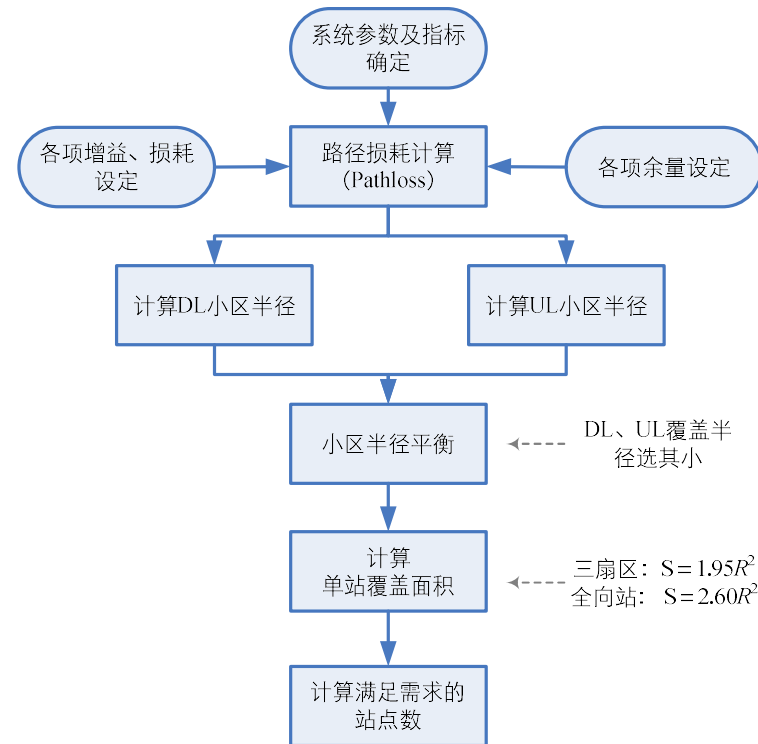 系统参数及指标
确定
各项增益、损耗
设定
路径损耗计算
（Pathloss）
各项余量设定
计算DL小区半径
计算UL小区半径
小区半径平衡
DL、UL覆盖半
径选其小
计算
单站覆盖面积
三扇区：S=1.95R²
全向站： S=2.60R²
计算满足需求的
站点数